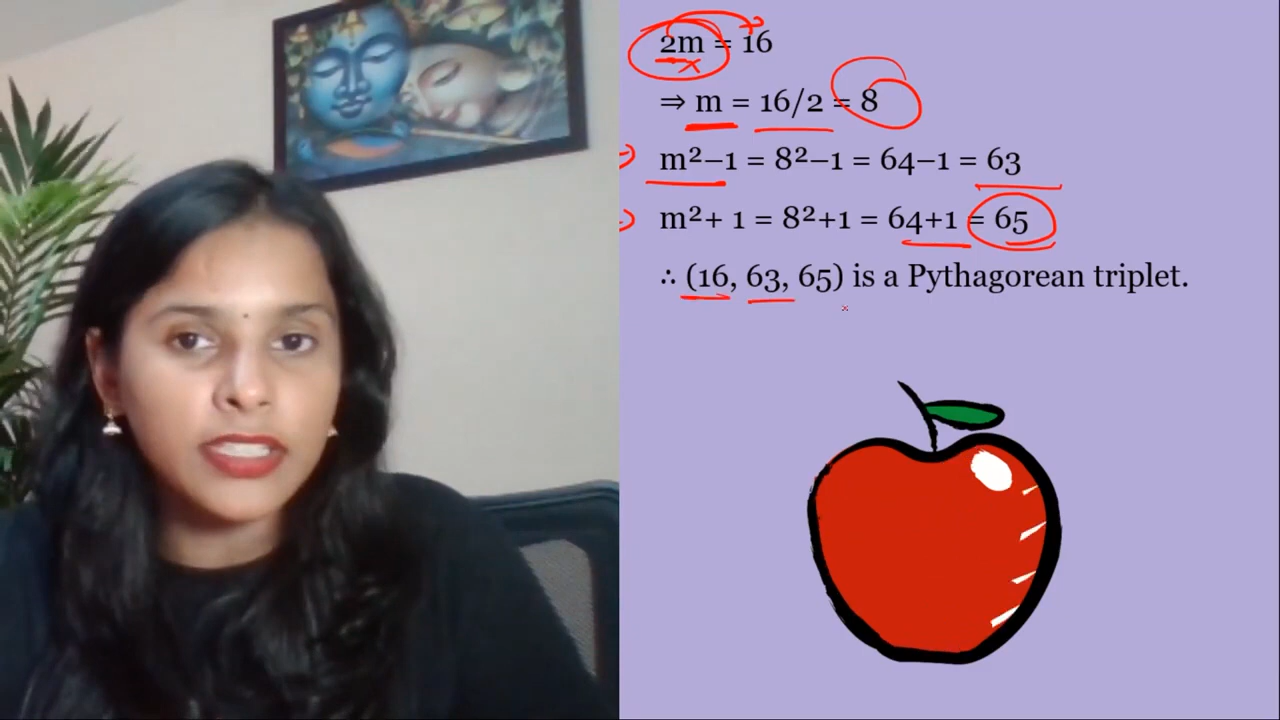 2m = 16
⇒ m = 16/2 = 8
m²−1 = 8²−1 = 64−1 = 63
m²+ 1 = 8²+1 = 64+1 = 65
∴ (16, 63, 65) is a Pythagorean triplet.